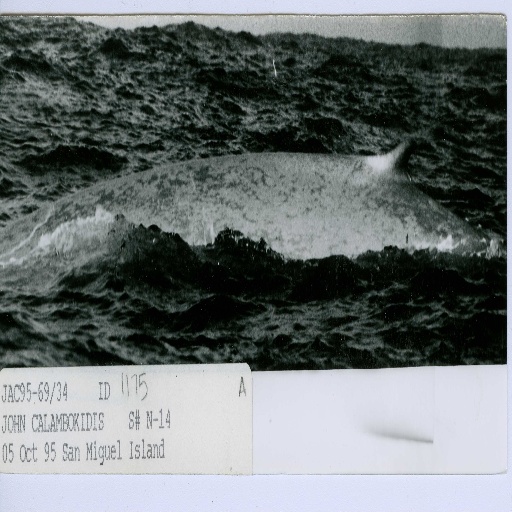 JAC95-69/34 ID 1175 A
JOHN CALAMBOKIDIS S# N-14
05 Oct 95 San Miguel Island